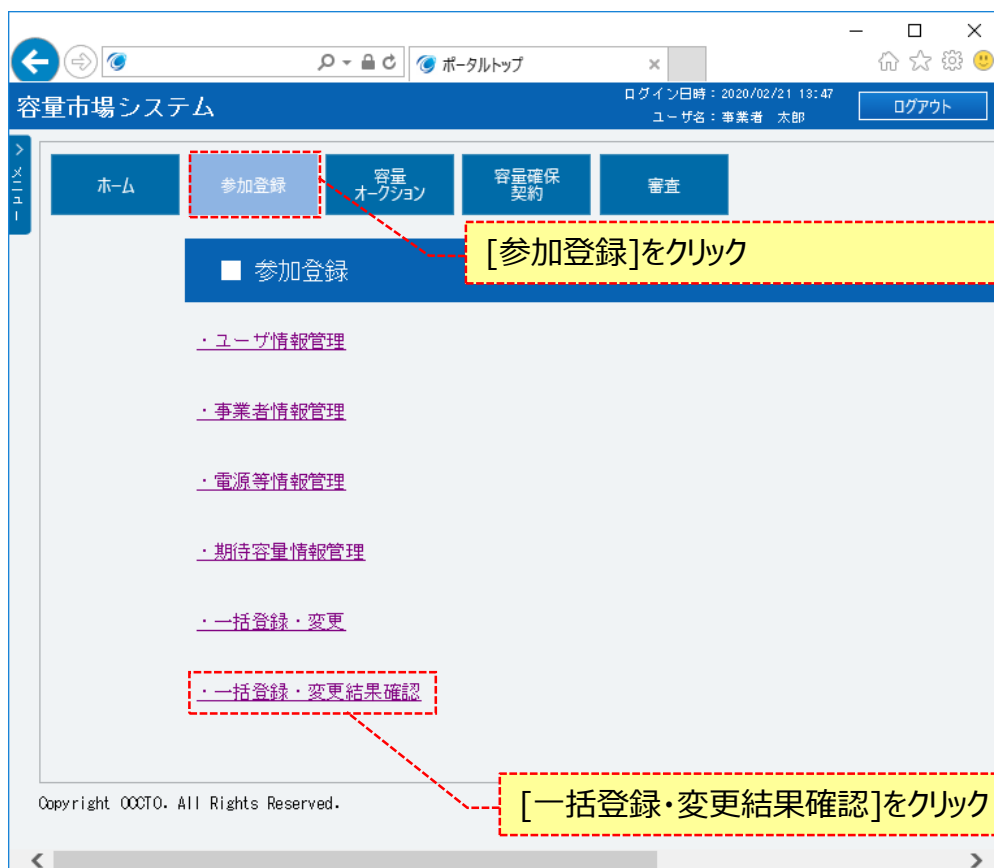 ポータルトップ
容量市場システム
ログイン日時：2020/02/21 13:47
ユーザ名：事業者 太郎
ログアウト
メニュー
ホーム
参加登録
容量
オークション
容量確保
契約
審査
[参加登録]をクリック
■ 参加登録
・ユーザ情報管理
・事業者情報管理
・電源等情報管理
・期待容量情報管理
・一括登録・変更
・一括登録・変更結果確認
[一括登録・変更結果確認]をクリック
Copyright OCCTO. All Rights Reserved.